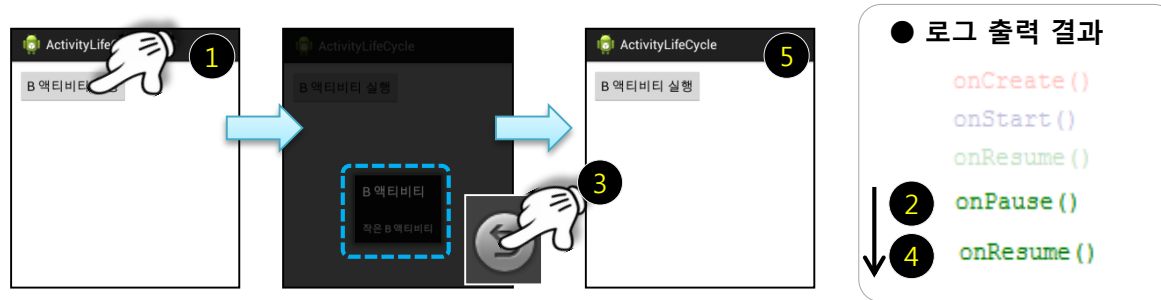 ActivityLife
1
B 액티비티
ActivityLifeCycle
B 액티비티 실행
B 액티비티
작은 B 액티비티
3
ActivityLifeCycle
5
B 액티비티 실행
● 로그 출력 결과
onCreate()
onStart()
onResume()
2 onPause()
4 onResume()